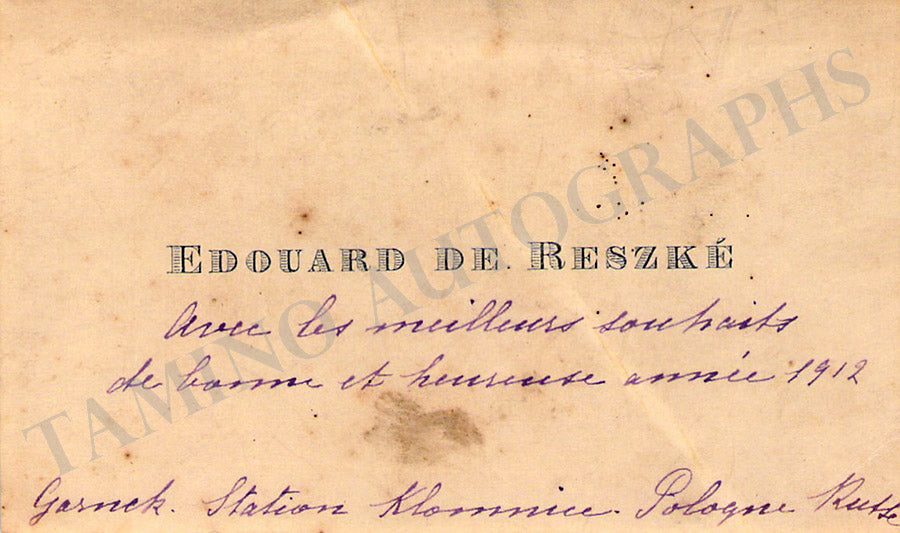 EDOUARD DE RESZKÉ
Avec les meilleurs souhaits
de bonne et heureuse année 1912
Garnek. Station Klomnice. Pologne Russe
TAMINO AUTOGRAPHS